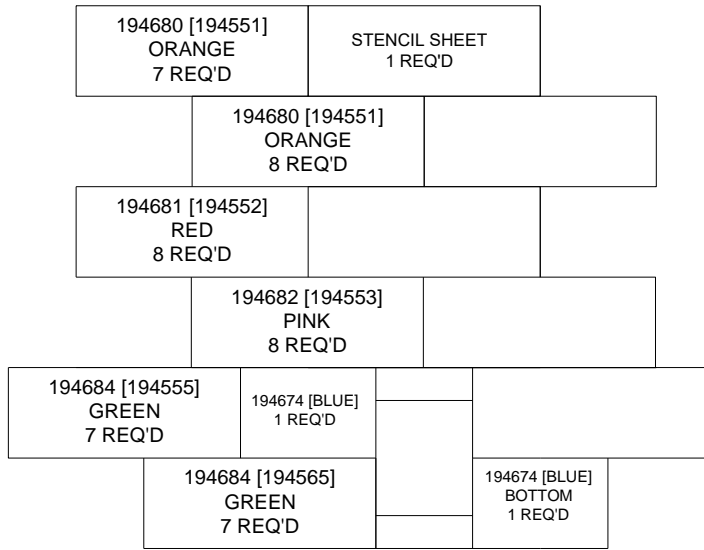 194680 [194551]
ORANGE
7 REQ'D
STENCIL SHEET
1 REQ'D
194680 [194551]
ORANGE
8 REQ'D
194681 [194552]
RED
8 REQ'D
194682 [194553]
PINK
8 REQ'D
194684 [194555]
GREEN
7 REQ'D
194674 [BLUE]
1 REQ'D
194684 [194565]
GREEN
7 REQ'D
194674 [BLUE]
BOTTOM
1 REQ'D